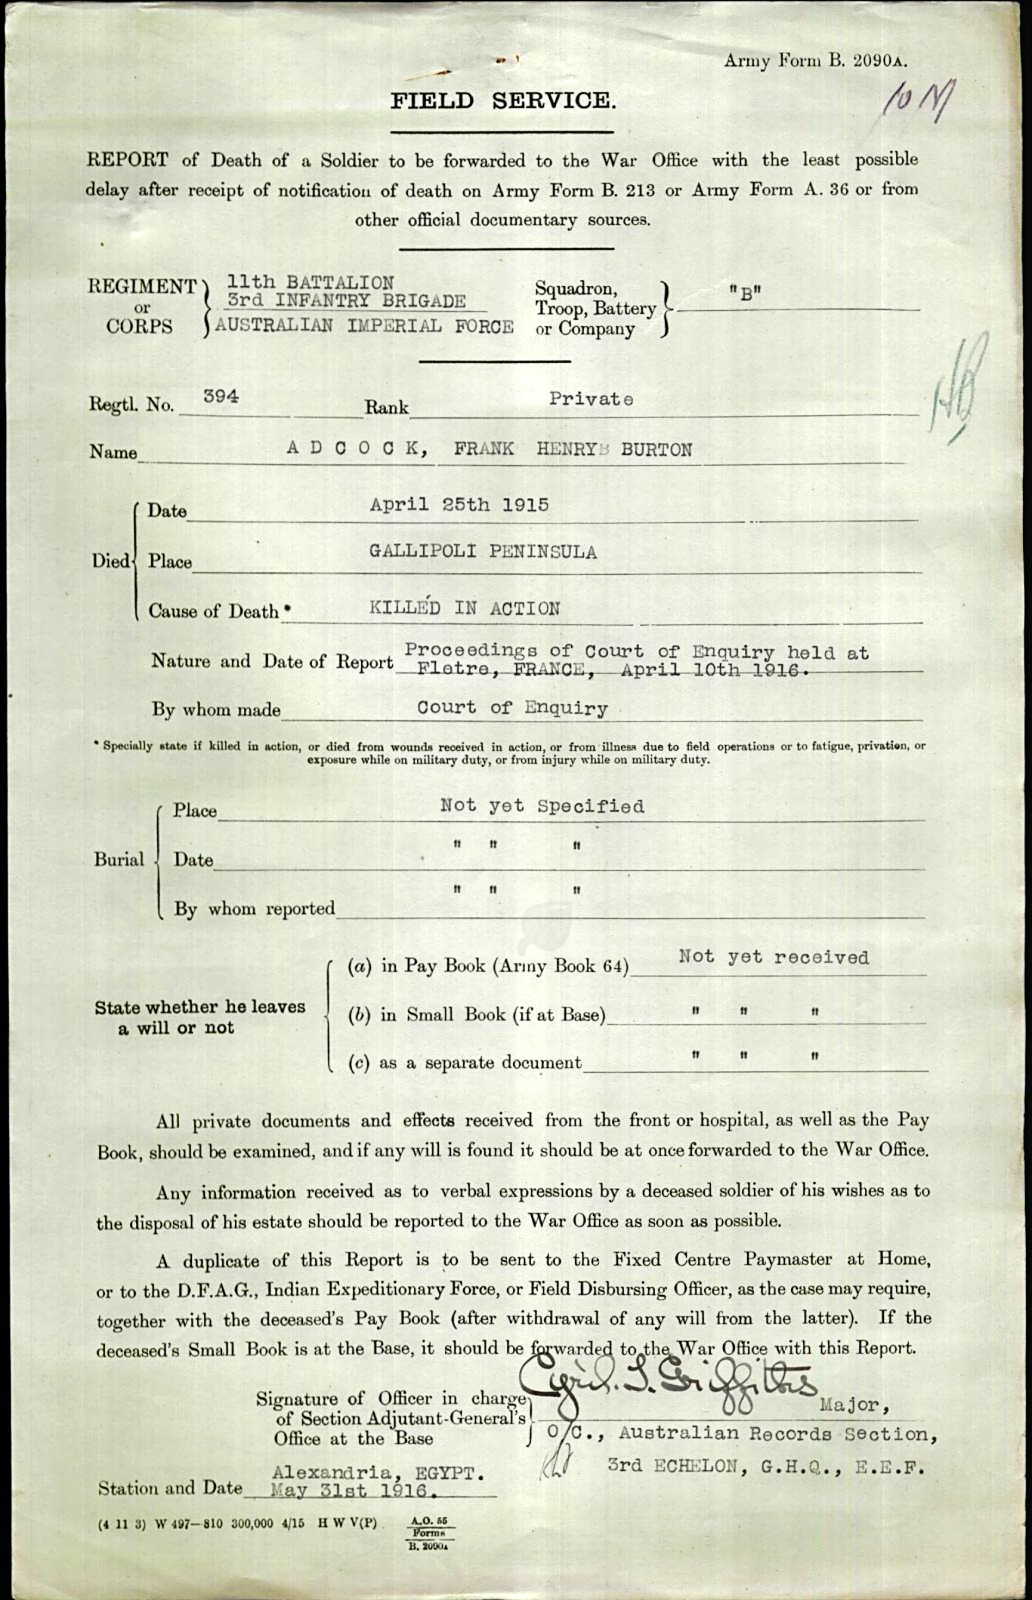 Army Form B. 2090A.
FIELD SERVICE.
REPORT of Death of a Soldier to be forwarded to the War Office with the least possible
delay after receipt of notification of death on Army Form B. 213 or Army Form A. 36 or from
other official documentary sources.
REGIMENT or CORPS
11th BATTALION
3rd INFANTRY BRIGADE
AUSTRALIAN IMPERIAL FORCE
Squadron,
Troop, Battery
or Company
"B"
Regtl. No. 394 Rank Private
Name A D C O C K, FRANK HENRY BURTON
Died
Date April 25th 1915
Place GALLIPOLI PENINSULA
Cause of Death * KILLED IN ACTION
Nature and Date of Report Proceedings of Court of Enquiry held at
Fletre, FRANCE, April 10th 1916.
By whom made Court of Enquiry
* Specially state if killed in action, or died from wounds received in action, or from illness due to field operations or to fatigue, privation, or
exposure while on military duty, or from injury while on military duty.
Burial
Place Not yet Specified
Date " " "
By whom reported " " "
State whether he leaves
a will or not
(a) in Pay Book (Army Book 64) Not yet received
(b) in Small Book (if at Base) " " "
(c) as a separate document " " "
All private documents and effects received from the front or hospital, as well as the Pay
Book, should be examined, and if any will is found it should be at once forwarded to the War Office.
Any information received as to verbal expressions by a deceased soldier of his wishes as to
the disposal of his estate should be reported to the War Office as soon as possible.
A duplicate of this Report is to be sent to the Fixed Centre Paymaster at Home,
or to the D.F.A.G., Indian Expeditionary Force, or Field Disbursing Officer, as the case may require,
together with the deceased's Pay Book (after withdrawal of any will from the latter). If the
deceased's Small Book is at the Base, it should be forwarded to the War Office with this Report.
Signature of Officer in charge
of Section Adjutant-General's
Office at the Base
Cyril. T. Griffiths
Major,
O/C., Australian Records Section,
3rd ECHELON, G.H.Q., E.E.F.
Station and Date Alexandria, EGYPT.
May 31st 1916.
(4 11 3) W 497—810 300,000 4/15 H W V(P)
A.O. 55
Forms
B. 2090A